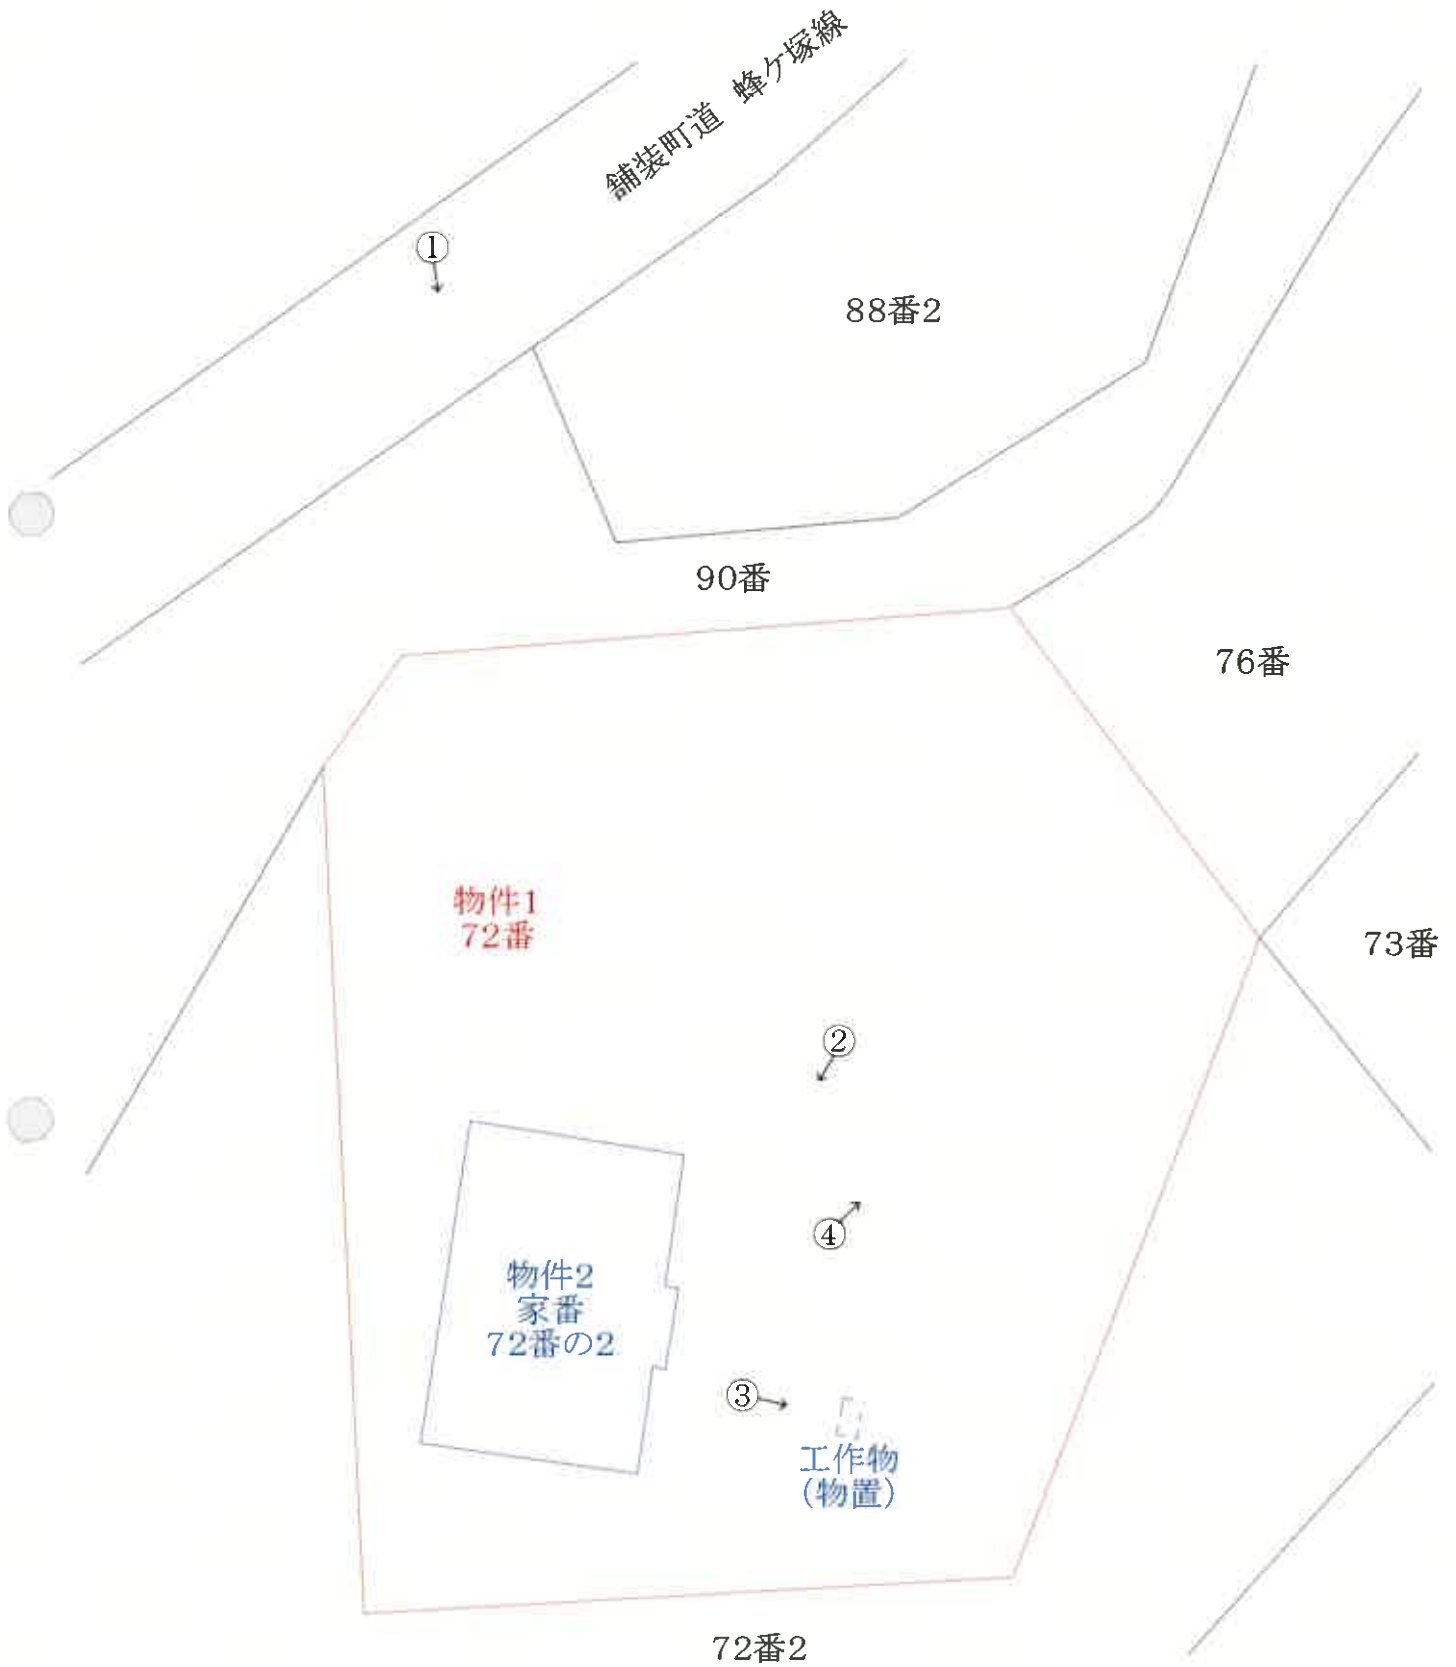 舗装町道 蜂ケ塚線
①
88番2
90番
76番
物件1
72番
73番
②
④
物件2
家番
72番の2
③
工作物
（物置）
72番2